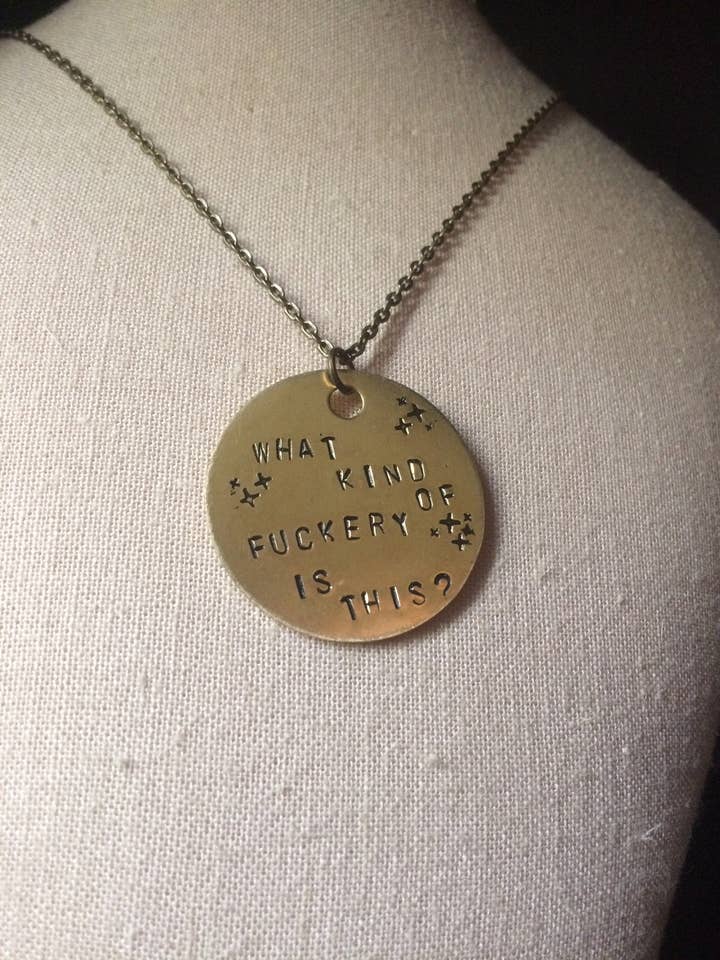 WHAT
KIND
OF
FUCKERY
IS
THIS?